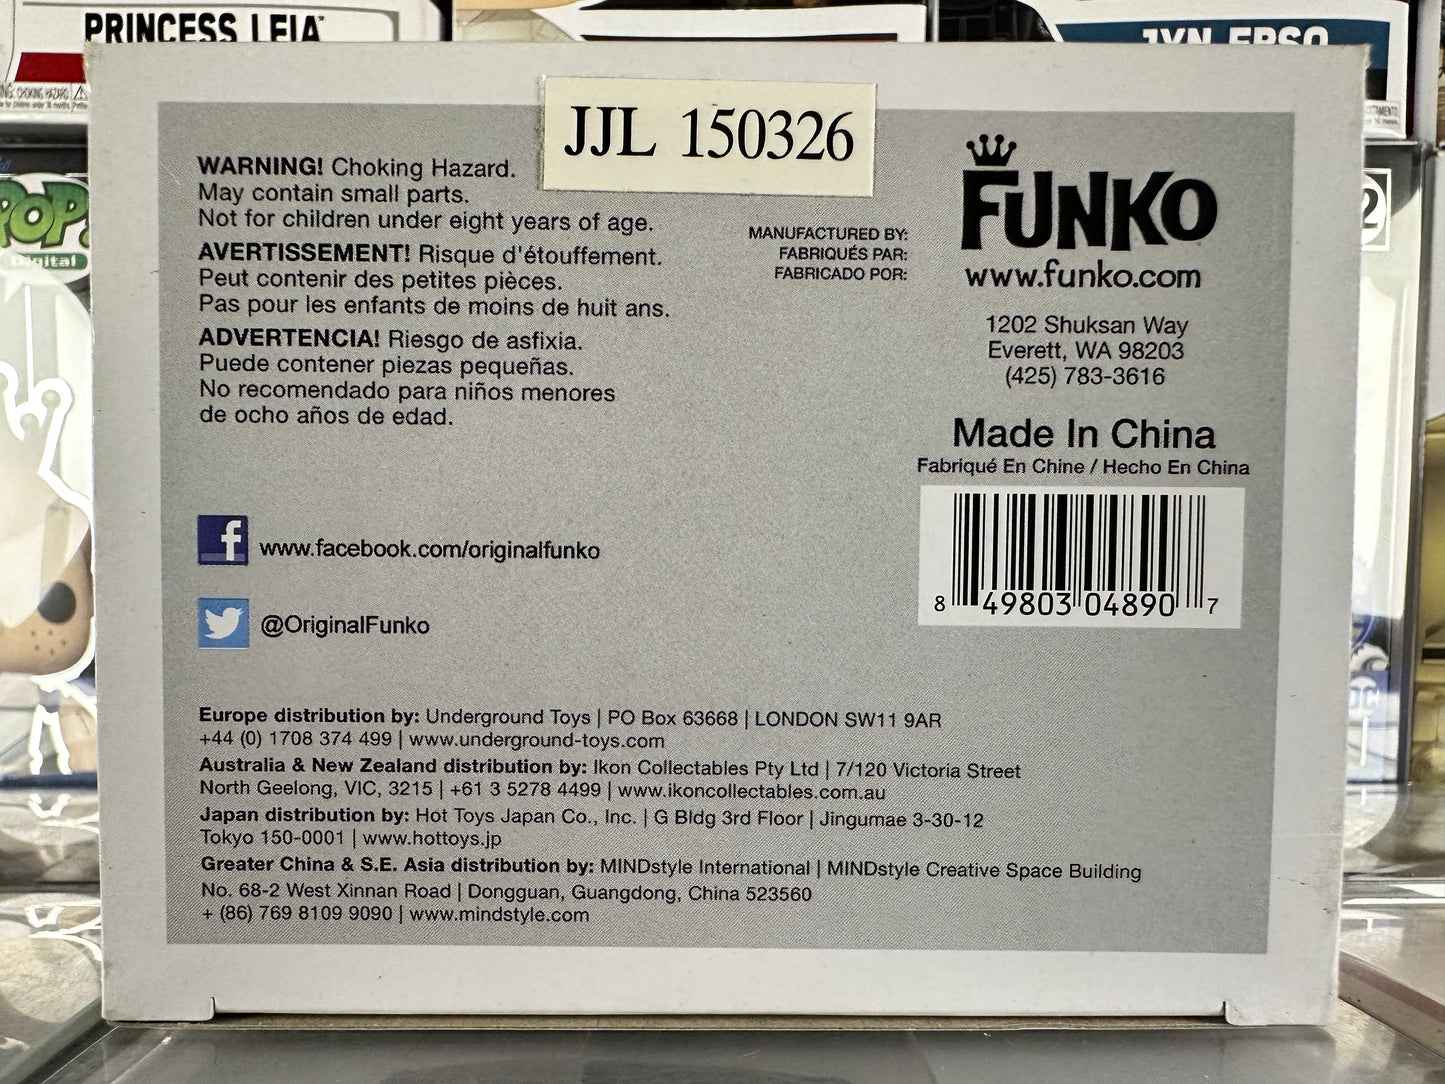 PRINCESS LEIA
JYN ERSO
POP!
Digital
JJL 150326
WARNING! Choking Hazard.
May contain small parts.
Not for children under eight years of age.
AVERTISSEMENT! Risque d'étouffement.
Peut contenir des petites pièces.
Pas pour les enfants de moins de huit ans.
ADVERTENCIA! Riesgo de asfixia.
Puede contener piezas pequeñas.
No recomendado para niños menores
de ocho años de edad.
MANUFACTURED BY:
FABRIQUÉS PAR:
FABRICADO POR:
FUNKO
www.funko.com
1202 Shuksan Way
Everett, WA 98203
(425) 783-3616
Made In China
Fabriqué En Chine / Hecho En China
8 49803 04890 7
f www.facebook.com/originalfunko
@OriginalFunko
Europe distribution by: Underground Toys | PO Box 63668 | LONDON SW11 9AR
+44 (0) 1708 374 499 | www.underground-toys.com
Australia & New Zealand distribution by: Ikon Collectables Pty Ltd | 7/120 Victoria Street
North Geelong, VIC, 3215 | +61 3 5278 4499 | www.ikoncollectables.com.au
Japan distribution by: Hot Toys Japan Co., Inc. | G Bldg 3rd Floor | Jingumae 3-30-12
Tokyo 150-0001 | www.hottoys.jp
Greater China & S.E. Asia distribution by: MINDstyle International | MINDstyle Creative Space Building
No. 68-2 West Xinnan Road | Dongguan, Guangdong, China 523560
+ (86) 769 8109 9090 | www.mindstyle.com
DC